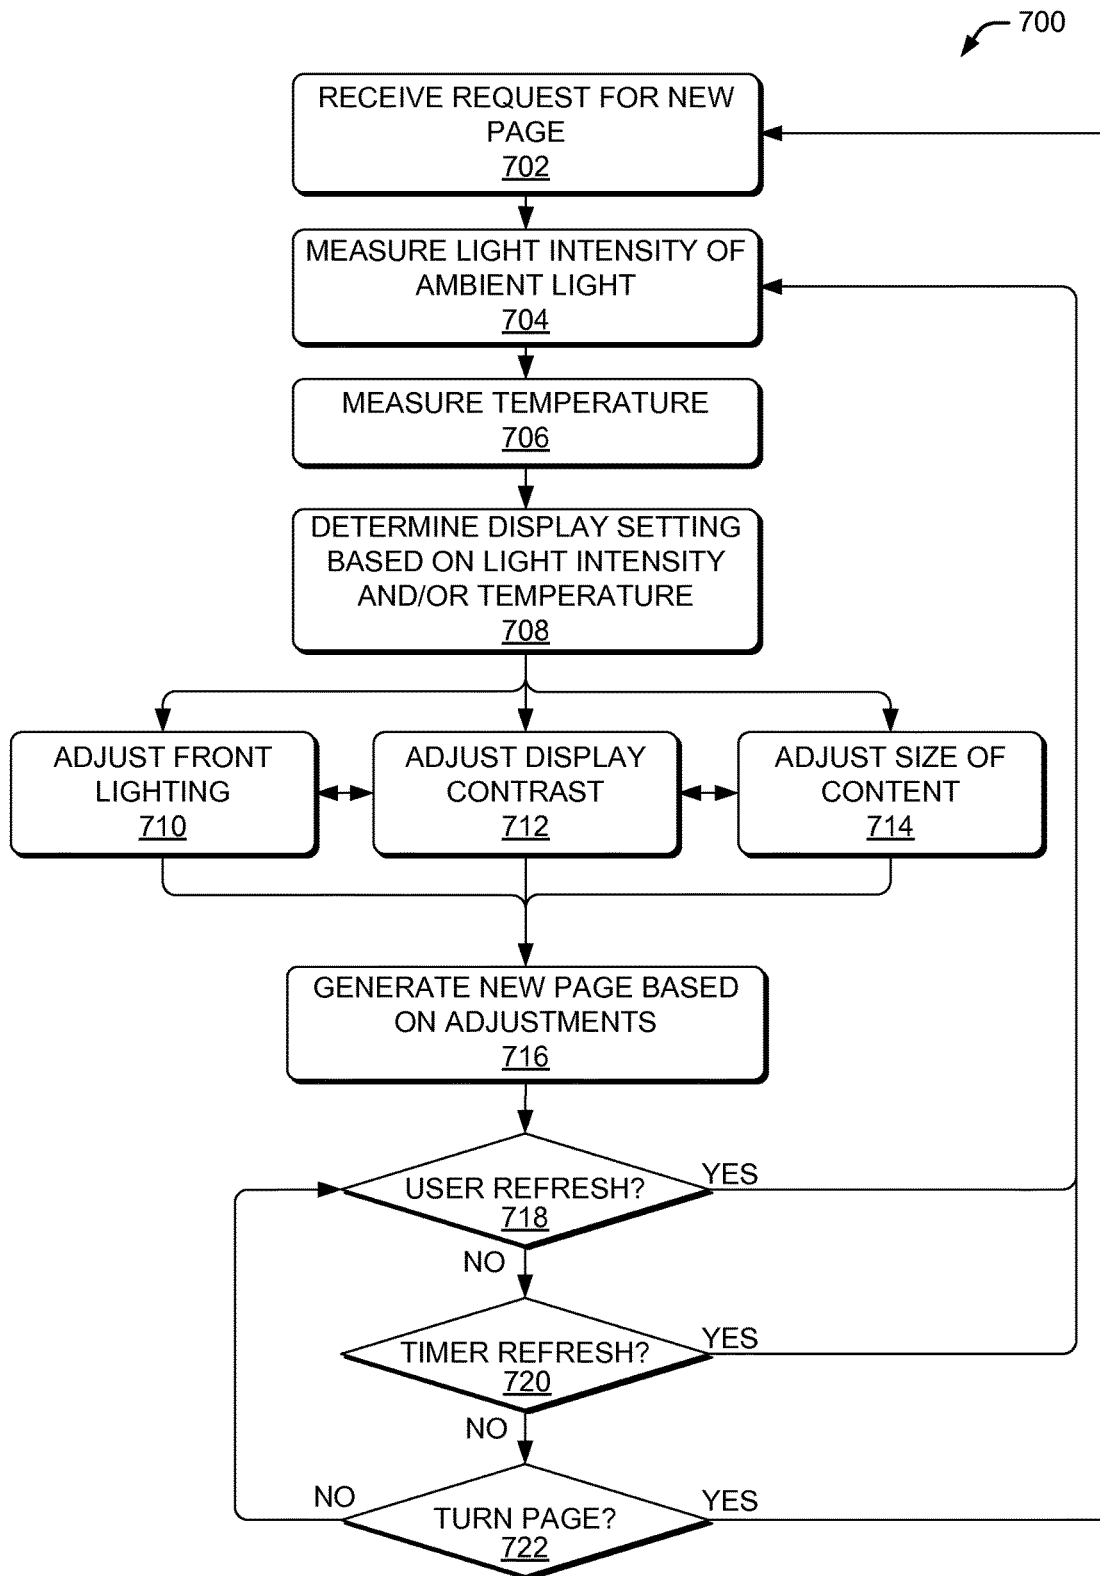 700
RECEIVE REQUEST FOR NEW
PAGE
702
MEASURE LIGHT INTENSITY OF
AMBIENT LIGHT
704
MEASURE TEMPERATURE
706
DETERMINE DISPLAY SETTING
BASED ON LIGHT INTENSITY
AND/OR TEMPERATURE
708
ADJUST FRONT
LIGHTING
710
ADJUST DISPLAY
CONTRAST
712
ADJUST SIZE OF
CONTENT
714
GENERATE NEW PAGE BASED
ON ADJUSTMENTS
716
USER REFRESH?
718
YES
NO
TIMER REFRESH?
720
YES
NO
TURN PAGE?
722
NO
YES